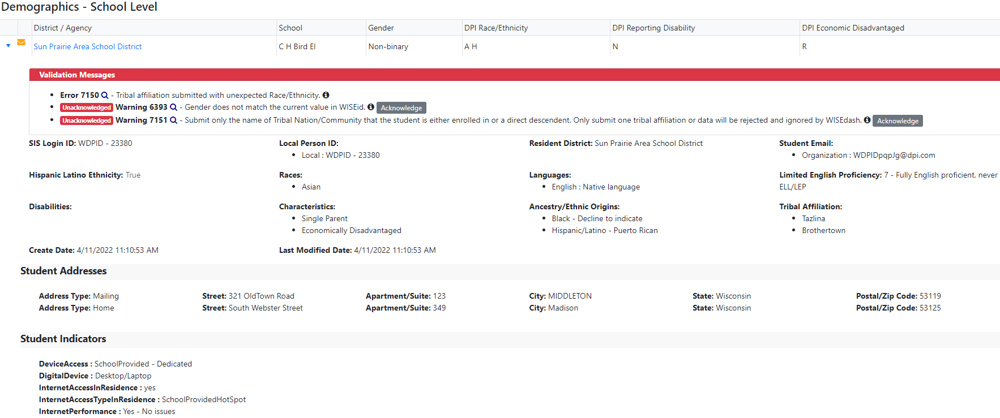 Demographics - School Level
District / Agency School Gender DPI Race/Ethnicity DPI Reporting Disability DPI Economic Disadvantaged
Sun Prairie Area School District C H Bird El Non-binary A H N R
Validation Messages
Error 7150 - Tribal affiliation submitted with unexpected Race/Ethnicity.
Unacknowledged Warning 6393 - Gender does not match the current value in WISEid. Acknowledge
Unacknowledged Warning 7151 - Submit only the name of Tribal Nation/Community that the student is either enrolled in or a direct descendent. Only submit one tribal affiliation or data will be rejected and ignored by WISEdash. Acknowledge
SIS Login ID: WDPID - 23380
Local Person ID:
Local : WDPID - 23380
Resident District: Sun Prairie Area School District
Student Email:
Organization : WDPIDpqpJg@dpi.com
Hispanic Latino Ethnicity: True
Races:
Asian
Languages:
English : Native language
Limited English Proficiency: 7 - Fully English proficient, never
ELL/LEP
Disabilities:
Characteristics:
Single Parent
Economically Disadvantaged
Ancestry/Ethnic Origins:
Black - Decline to indicate
Hispanic/Latino - Puerto Rican
Tribal Affiliation:
Tazlina
Brothertown
Create Date: 4/11/2022 11:10:53 AM
Last Modified Date: 4/11/2022 11:10:53 AM
Student Addresses
Address Type: Mailing Street: 321 OldTown Road Apartment/Suite: 123 City: MIDDLETON State: Wisconsin Postal/Zip Code: 53119
Address Type: Home Street: South Webster Street Apartment/Suite: 349 City: Madison State: Wisconsin Postal/Zip Code: 53125
Student Indicators
DeviceAccess : SchoolProvided - Dedicated
DigitalDevice : Desktop/Laptop
InternetAccessInResidence : yes
InternetAccessTypeInResidence : SchoolProvidedHotSpot
InternetPerformance : Yes - No issues